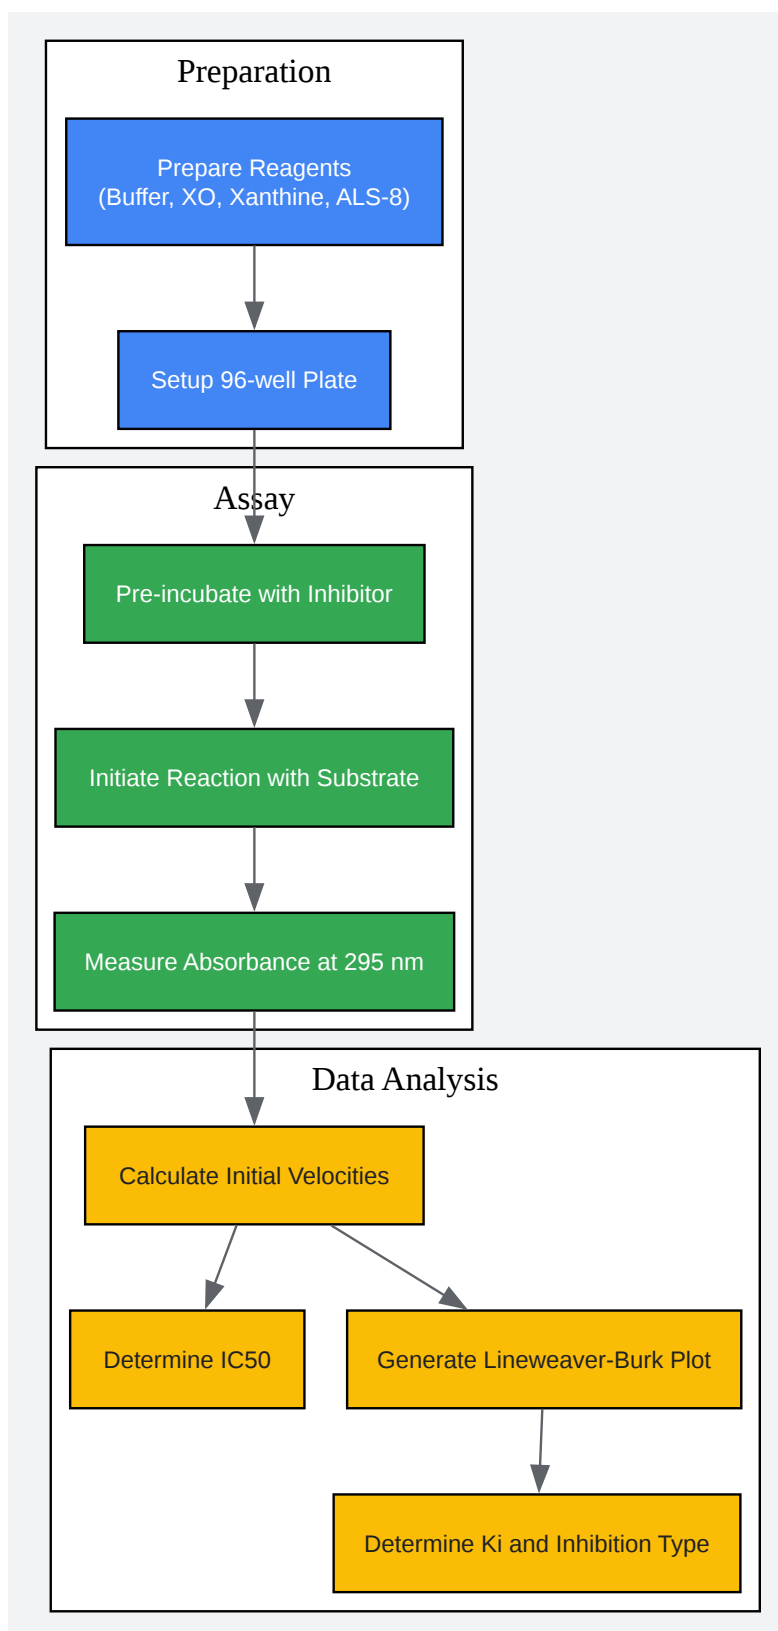 Preparation
Prepare Reagents
(Buffer, XO, Xanthine, ALS-8)
Setup 96-well Plate
Assay
Pre-incubate with Inhibitor
Initiate Reaction with Substrate
Measure Absorbance at 295 nm
Data Analysis
Calculate Initial Velocities
Determine IC50
Generate Lineweaver-Burk Plot
Determine Ki and Inhibition Type